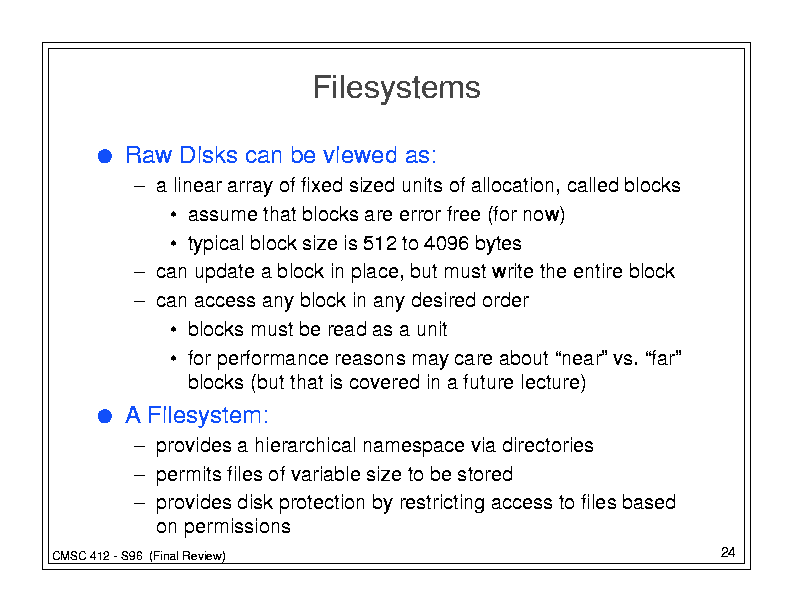 Filesystems
● Raw Disks can be viewed as:
– a linear array of fixed sized units of allocation, called blocks
• assume that blocks are error free (for now)
• typical block size is 512 to 4096 bytes
– can update a block in place, but must write the entire block
– can access any block in any desired order
• blocks must be read as a unit
• for performance reasons may care about “near” vs. “far”
blocks (but that is covered in a future lecture)
● A Filesystem:
– provides a hierarchical namespace via directories
– permits files of variable size to be stored
– provides disk protection by restricting access to files based
on permissions
CMSC 412 - S96 (Final Review)
24